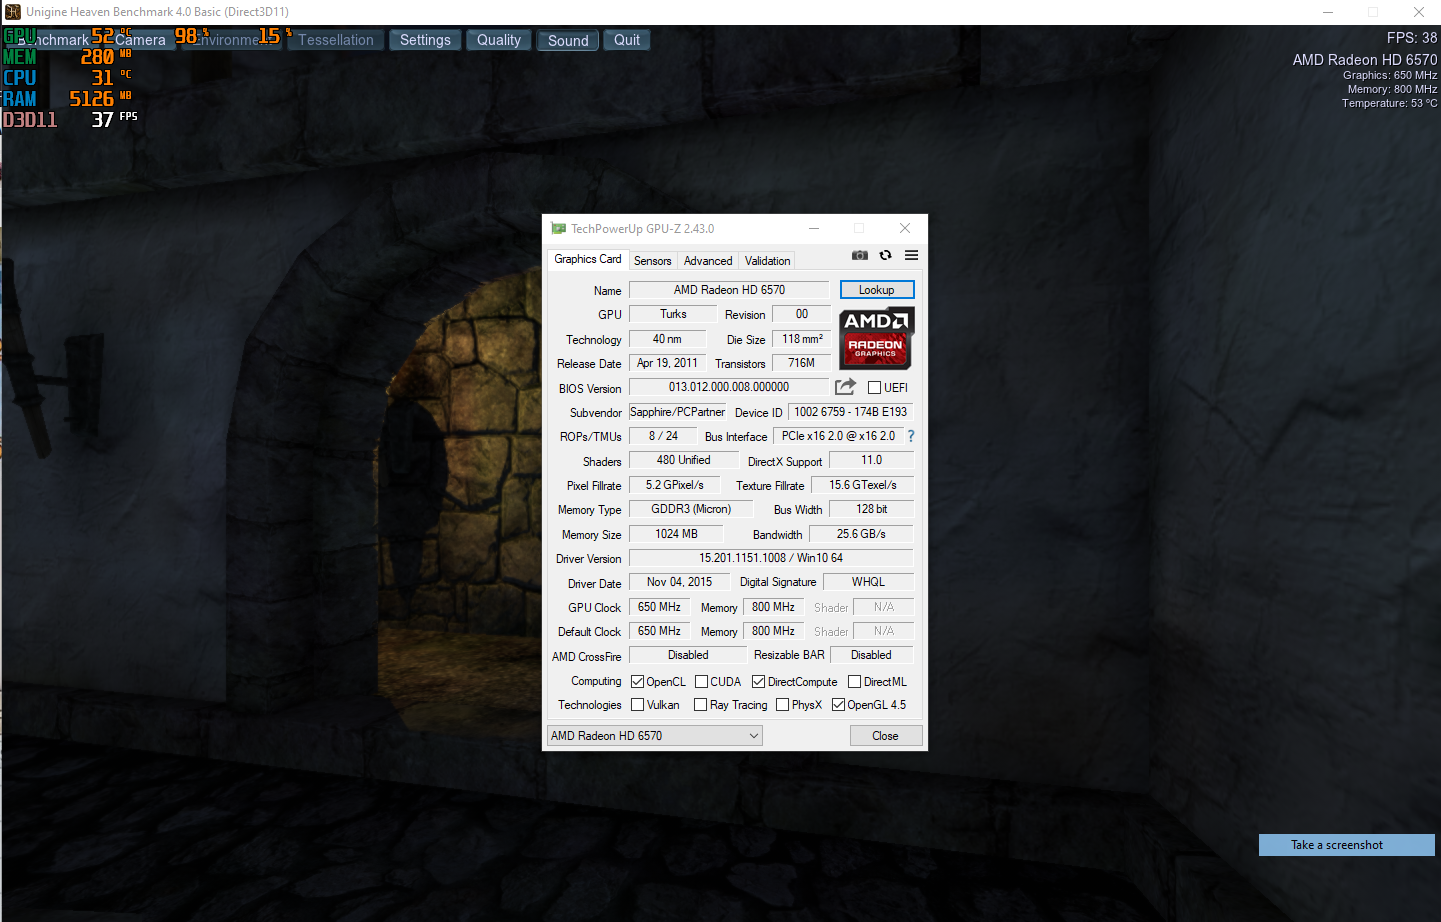 Unigine Heaven Benchmark 4.0 Basic (Direct3D11)
Benchmark Camera Environme Tessellation Settings Quality Sound Quit
GPU 52 °C 98 % 15 %
MEM 280 MB
CPU 31 °C
RAM 5126 MB
D3D11 37 FPS
FPS: 38
AMD Radeon HD 6570
Graphics: 650 MHz
Memory: 800 MHz
Temperature: 53 °C
TechPowerUp GPU-Z 2.43.0
Graphics Card Sensors Advanced Validation
Name AMD Radeon HD 6570 Lookup
GPU Turks Revision 00
AMD
RADEON
GRAPHICS
Technology 40 nm Die Size 118 mm²
Release Date Apr 19, 2011 Transistors 716M
BIOS Version 013.012.000.008.000000 UEFI
Subvendor Sapphire/PCPartner Device ID 1002 6759 - 174B E193
ROPs/TMUs 8 / 24 Bus Interface PCIe x16 2.0 @ x16 2.0 ?
Shaders 480 Unified DirectX Support 11.0
Pixel Fillrate 5.2 GPixel/s Texture Fillrate 15.6 GTexel/s
Memory Type GDDR3 (Micron) Bus Width 128 bit
Memory Size 1024 MB Bandwidth 25.6 GB/s
Driver Version 15.201.1151.1008 / Win10 64
Driver Date Nov 04, 2015 Digital Signature WHQL
GPU Clock 650 MHz Memory 800 MHz Shader N/A
Default Clock 650 MHz Memory 800 MHz Shader N/A
AMD CrossFire Disabled Resizable BAR Disabled
Computing OpenCL CUDA DirectCompute DirectML
Technologies Vulkan Ray Tracing PhysX OpenGL 4.5
AMD Radeon HD 6570 Close
Take a screenshot